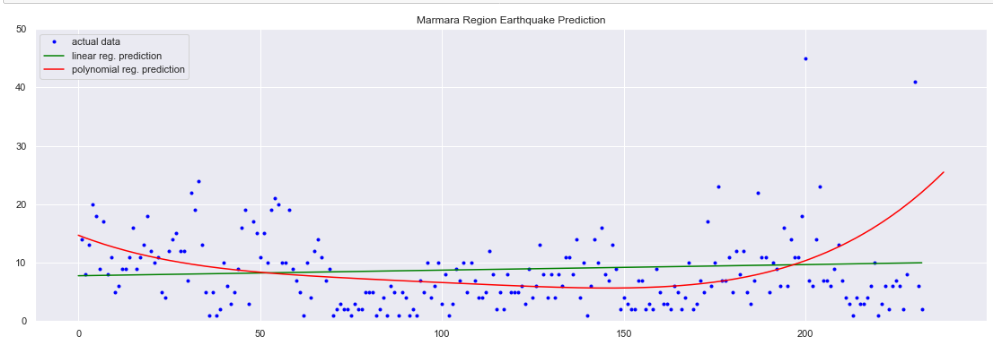 Marmara Region Earthquake Prediction
50
actual data
linear reg. prediction
polynomial reg. prediction
40
30
20
10
0
0 50 100 150 200